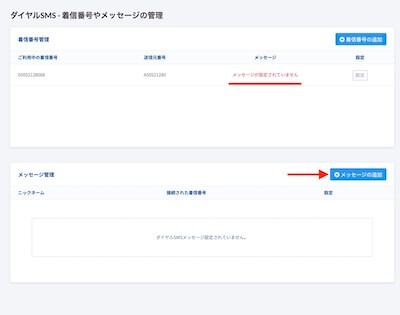 ダイヤルSMS - 着信番号やメッセージの管理
着信番号管理
着信番号の追加
ご利用中の着信番号 送信元番号 メッセージ 設定
メッセージが設定されていません 設定
メッセージ管理
メッセージの追加
ニックネーム 接続された着信番号 設定
ダイヤルSMSメッセージ設定されていません。